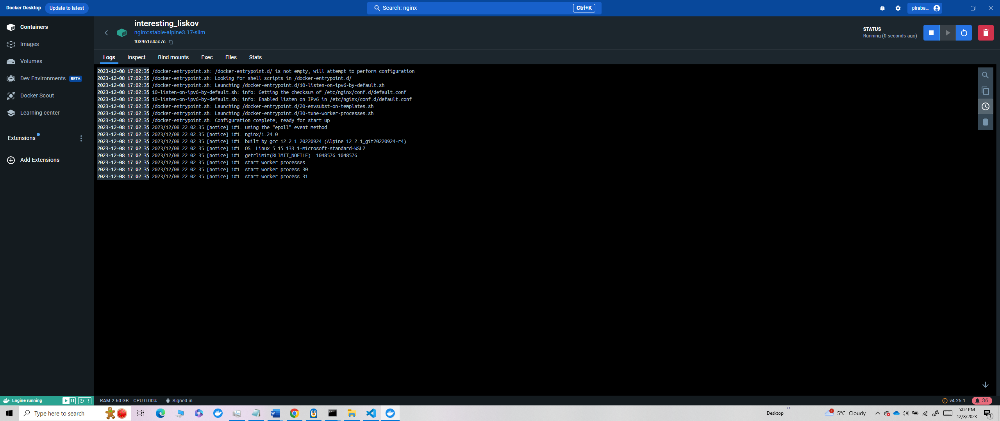 Docker Desktop Update to latest Search: nginx Ctrl+K piraba...
Containers
Images
Volumes
Dev Environments BETA
Docker Scout
Learning center
Extensions
Add Extensions
interesting_liskov
nginx:stable-alpine3.17-slim
f03961e4ac7c
STATUS
Running (0 seconds ago)
Logs Inspect Bind mounts Exec Files Stats
2023-12-08 17:02:35 /docker-entrypoint.sh: /docker-entrypoint.d/ is not empty, will attempt to perform configuration
2023-12-08 17:02:35 /docker-entrypoint.sh: Looking for shell scripts in /docker-entrypoint.d/
2023-12-08 17:02:35 /docker-entrypoint.sh: Launching /docker-entrypoint.d/10-listen-on-ipv6-by-default.sh
2023-12-08 17:02:35 10-listen-on-ipv6-by-default.sh: info: Getting the checksum of /etc/nginx/conf.d/default.conf
2023-12-08 17:02:35 10-listen-on-ipv6-by-default.sh: info: Enabled listen on IPv6 in /etc/nginx/conf.d/default.conf
2023-12-08 17:02:35 /docker-entrypoint.sh: Launching /docker-entrypoint.d/20-envsubst-on-templates.sh
2023-12-08 17:02:35 /docker-entrypoint.sh: Launching /docker-entrypoint.d/30-tune-worker-processes.sh
2023-12-08 17:02:35 /docker-entrypoint.sh: Configuration complete; ready for start up
2023-12-08 17:02:35 2023/12/08 22:02:35 [notice] 1#1: using the "epoll" event method
2023-12-08 17:02:35 2023/12/08 22:02:35 [notice] 1#1: nginx/1.24.0
2023-12-08 17:02:35 2023/12/08 22:02:35 [notice] 1#1: built by gcc 12.2.1 20220924 (Alpine 12.2.1_git20220924-r4)
2023-12-08 17:02:35 2023/12/08 22:02:35 [notice] 1#1: OS: Linux 5.15.133.1-microsoft-standard-WSL2
2023-12-08 17:02:35 2023/12/08 22:02:35 [notice] 1#1: getrlimit(RLIMIT_NOFILE): 1048576:1048576
2023-12-08 17:02:35 2023/12/08 22:02:35 [notice] 1#1: start worker processes
2023-12-08 17:02:35 2023/12/08 22:02:35 [notice] 1#1: start worker process 30
2023-12-08 17:02:35 2023/12/08 22:02:35 [notice] 1#1: start worker process 31
Engine running RAM 2.60 GB CPU 0.00% Signed in v4.25.1 36
Type here to search Desktop 1 5°C Cloudy 5:02 PM
12/8/2023 1